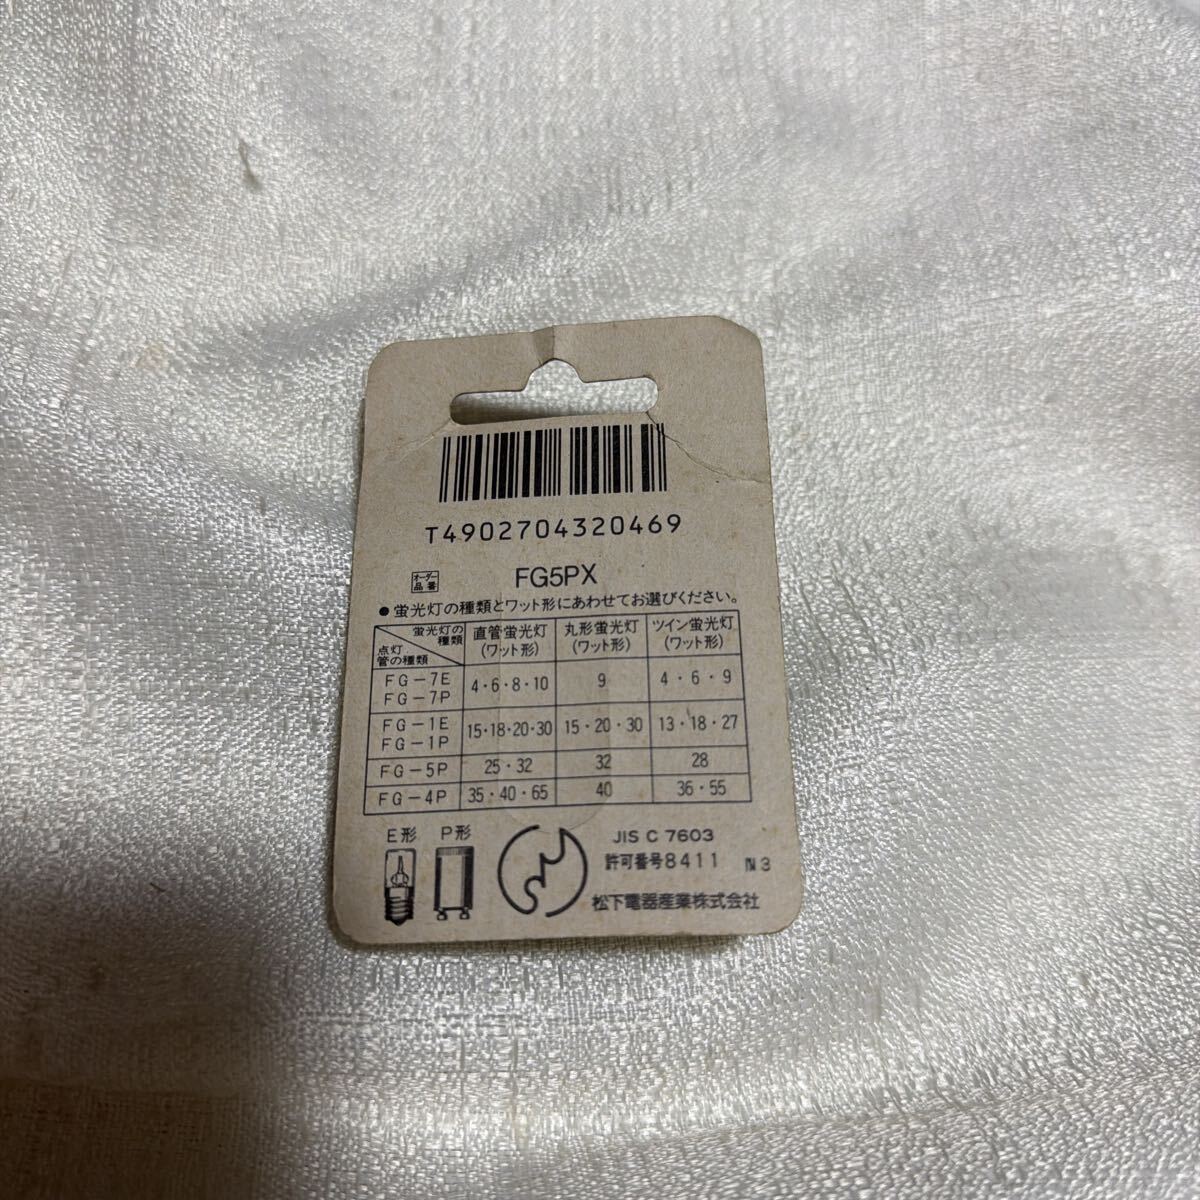 T4902704320469
オーダー品番 FG5PX
●蛍光灯の種類とワット形にあわせてお選びください。
蛍光灯の種類 点灯管の種類 直管蛍光灯(ワット形) 丸形蛍光灯(ワット形) ツイン蛍光灯(ワット形)
FG-7E FG-7P 4・6・8・10 9 4・6・9
FG-1E FG-1P 15・18・20・30 15・20・30 13・18・27
FG-5P 25・32 32 28
FG-4P 35・40・65 40 36・55
E形 P形
JIS C 7603
許可番号8411
松下電器産業株式会社